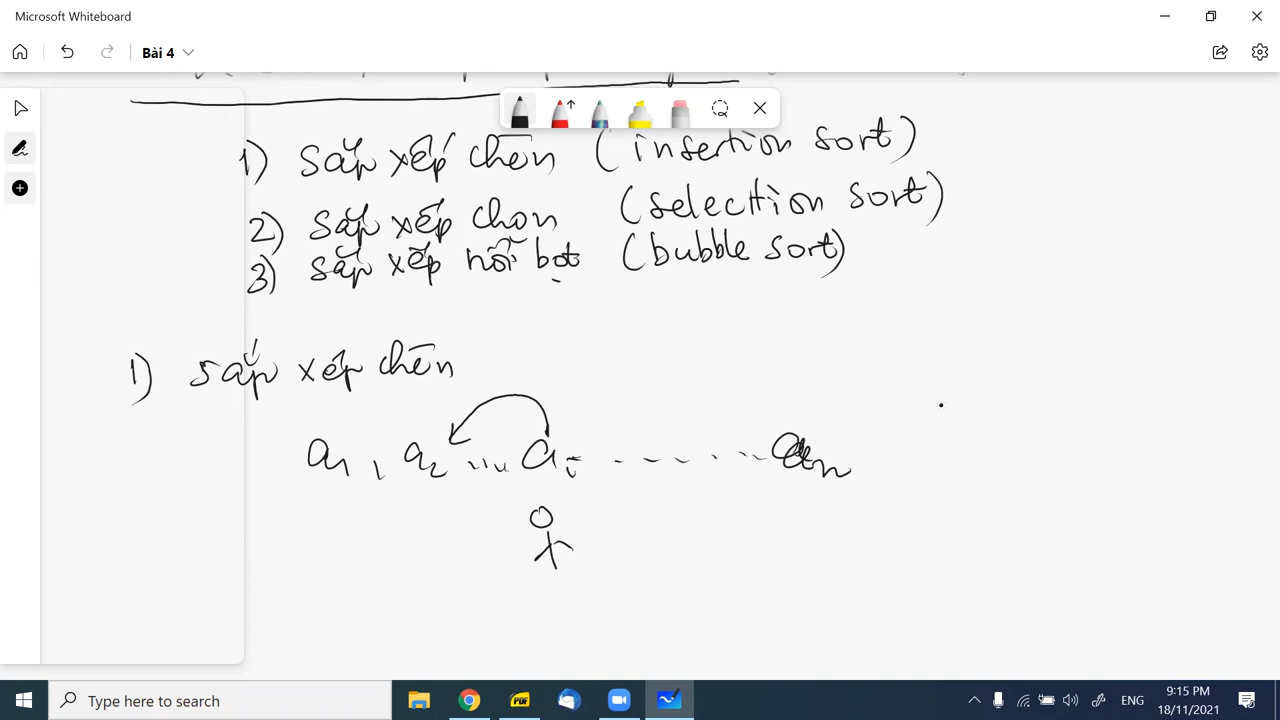 Microsoft Whiteboard
Bài 4
1) sắp xếp chèn (insertion sort)
2) sắp xếp chọn (selection sort)
3) sắp xếp nổi bọt (bubble sort)
1) sắp xếp chèn
a1, a2 ... ai - - - . . . . an
Type here to search
ENG
9:15 PM
18/11/2021
PDF